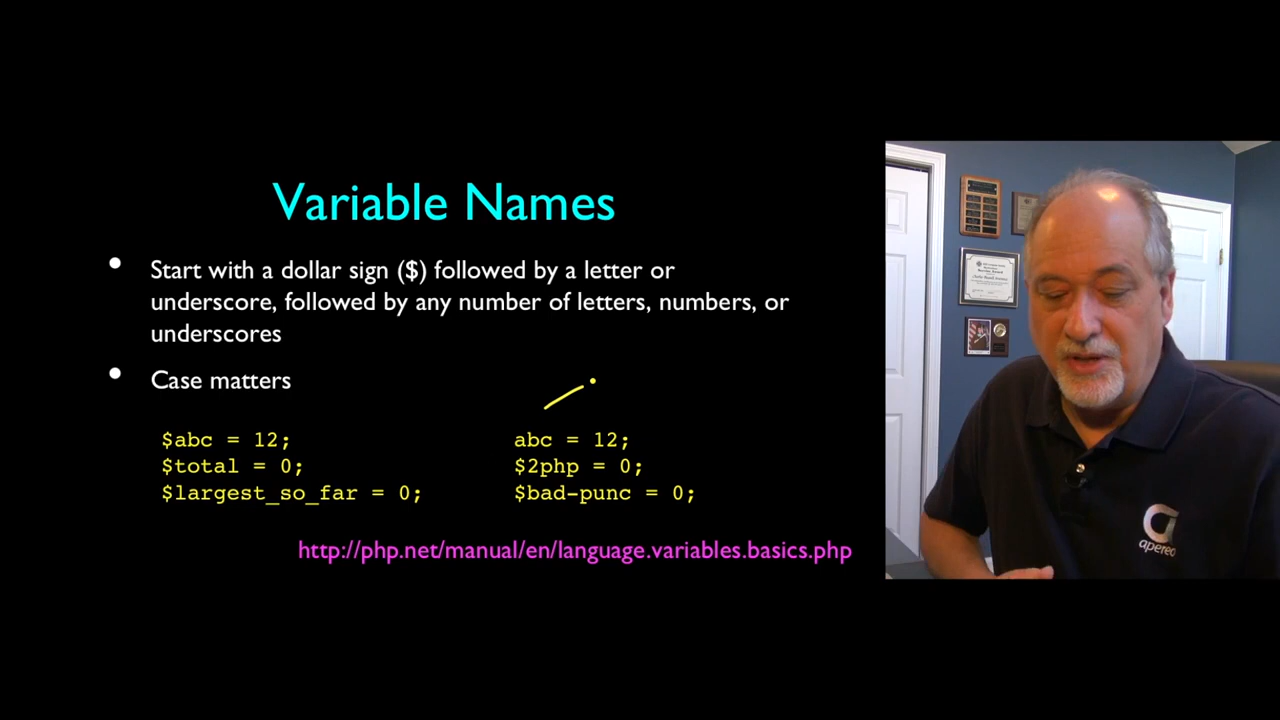 Variable Names
• Start with a dollar sign ($) followed by a letter or
underscore, followed by any number of letters, numbers, or
underscores
• Case matters
$abc = 12;
$total = 0;
$largest_so_far = 0;
abc = 12;
$2php = 0;
$bad-punc = 0;
http://php.net/manual/en/language.variables.basics.php
apereo